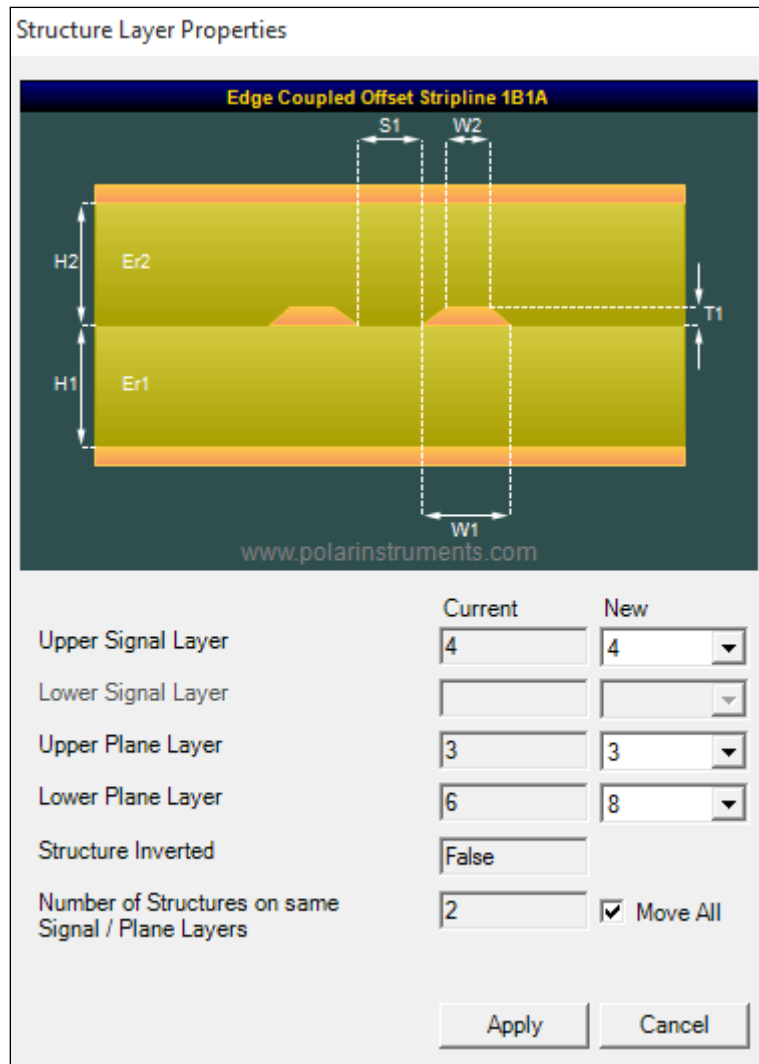 Structure Layer Properties
Edge Coupled Offset Stripline 1B1A
S1 W2
H2 Er2
T1
H1 Er1
W1
www.polarinstruments.com
Current New
Upper Signal Layer 4 4
Lower Signal Layer
Upper Plane Layer 3 3
Lower Plane Layer 6 8
Structure Inverted False
Number of Structures on same 2 Move All
Signal / Plane Layers
Apply Cancel